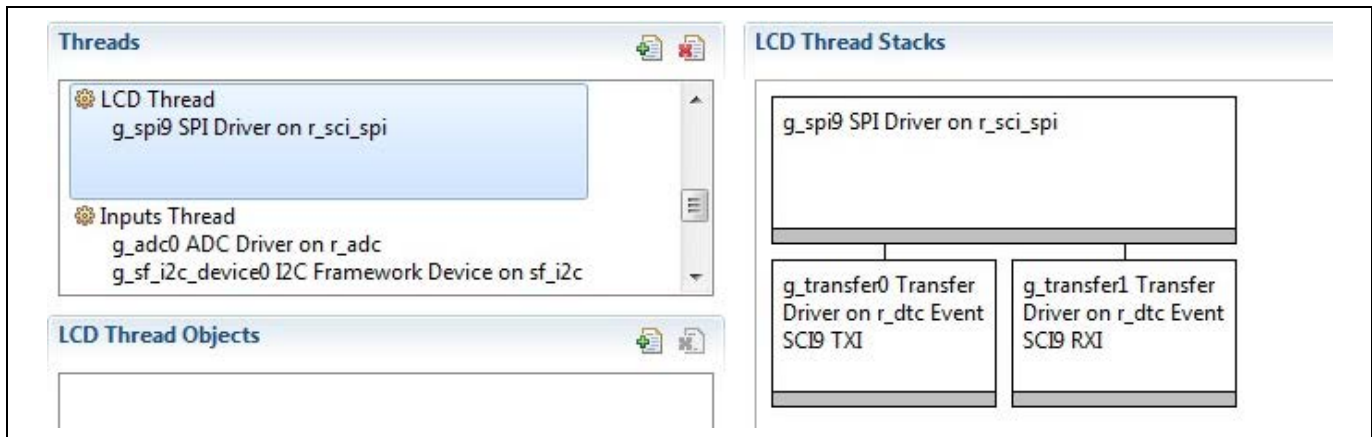 Threads
LCD Thread
g_spi9 SPI Driver on r_sci_spi
Inputs Thread
g_adc0 ADC Driver on r_adc
g_sf_i2c_device0 I2C Framework Device on sf_i2c
LCD Thread Objects
LCD Thread Stacks
g_spi9 SPI Driver on r_sci_spi
g_transfer0 Transfer
Driver on r_dtc Event
SCI9 TXI
g_transfer1 Transfer
Driver on r_dtc Event
SCI9 RXI